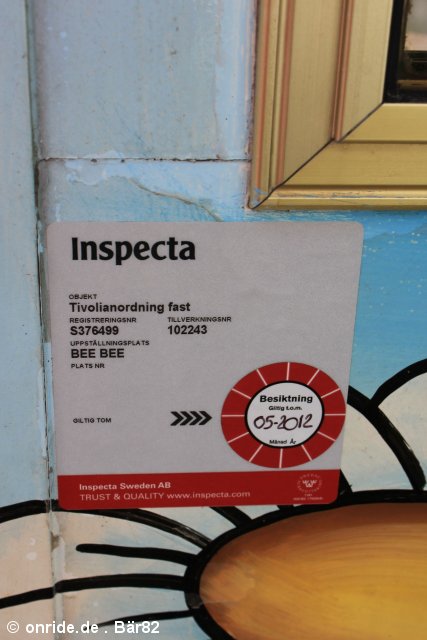 Inspecta
OBJEKT
Tivolianordning fast
REGISTRERINGSNR TILLVERKNINGSNR
S376499 102243
UPPSTÄLLNINGSPLATS
BEE BEE
PLATS NR
GILTIG TOM
Besiktning
Giltig t.o.m.
05-2012
Månad År
Inspecta Sweden AB
TRUST & QUALITY www.inspecta.com
© onride.de . Bär82